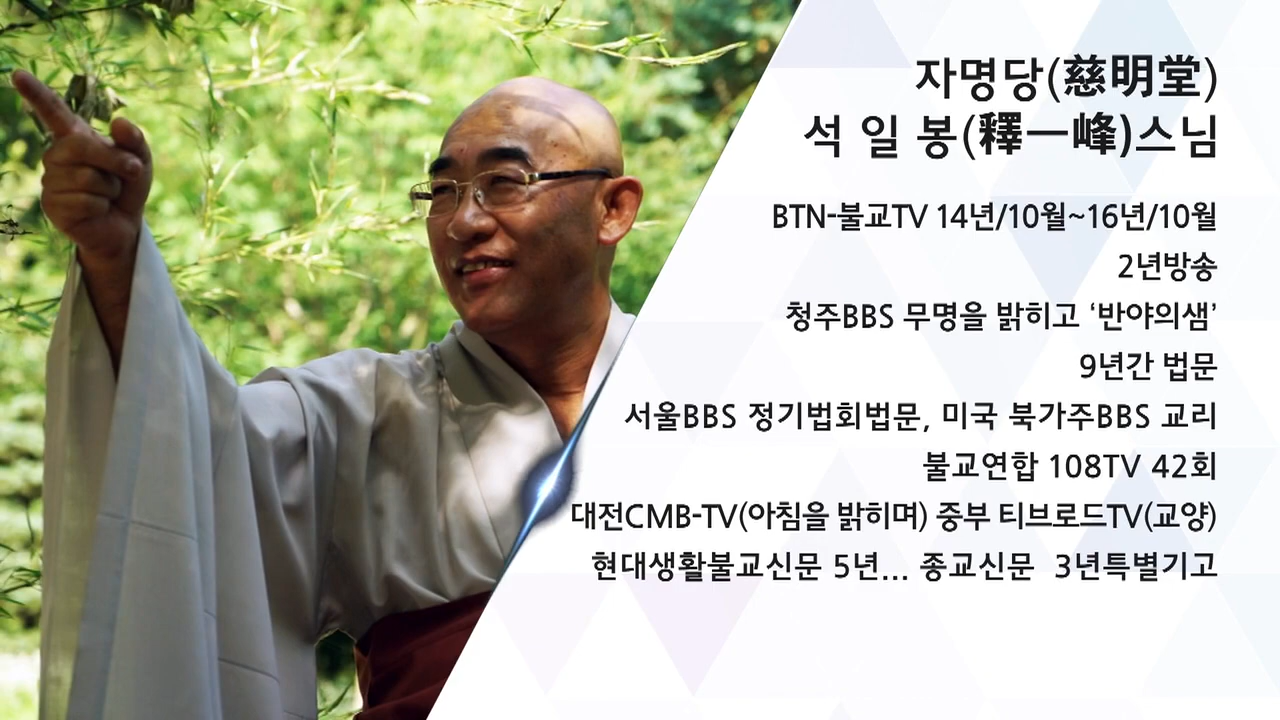 자명당(慈明堂)
석 일 봉(釋一峰)스님
BTN-불교TV 14년/10월~16년/10월
2년방송
청주BBS 무명을 밝히고 ‘반야의샘’
9년간 법문
서울BBS 정기법회법문, 미국 북가주BBS 교리
불교연합 108TV 42회
대전CMB-TV(아침을 밝히며) 중부 티브로드TV(교양)
현대생활불교신문 5년... 종교신문 3년특별기고